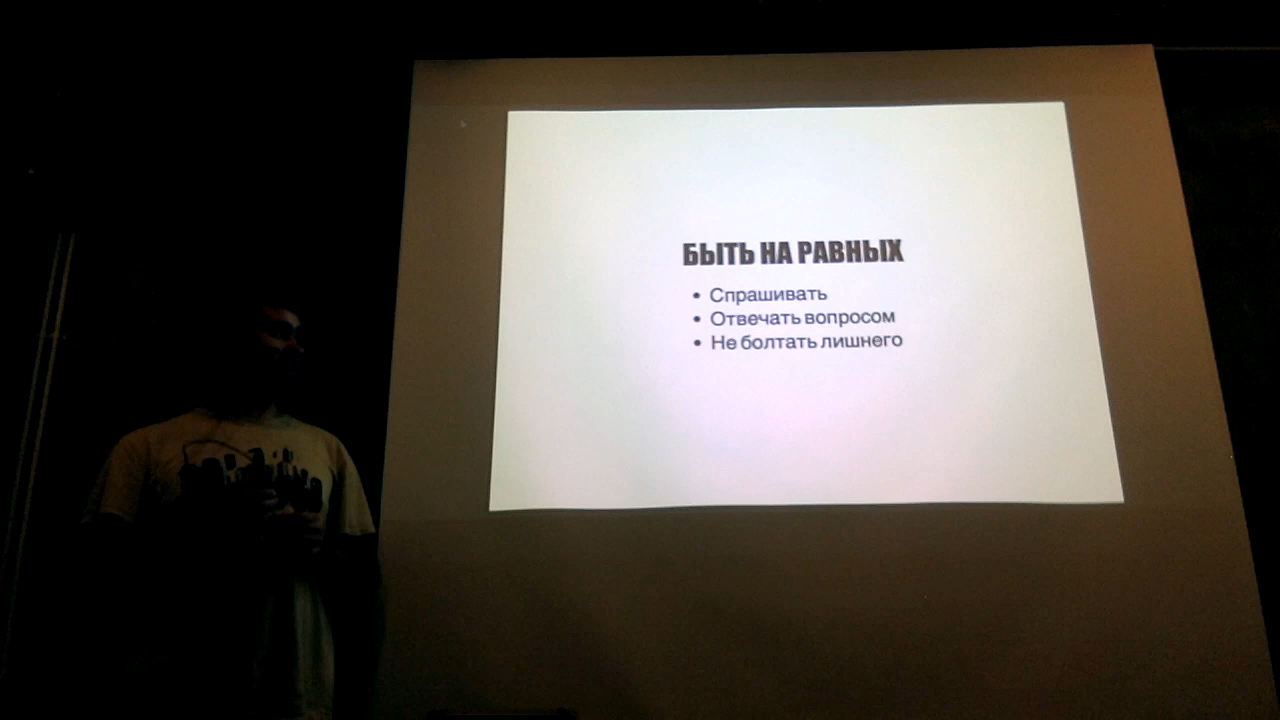 БЫТЬ НА РАВНЫХ
• Спрашивать
• Отвечать вопросом
• Не болтать лишнего